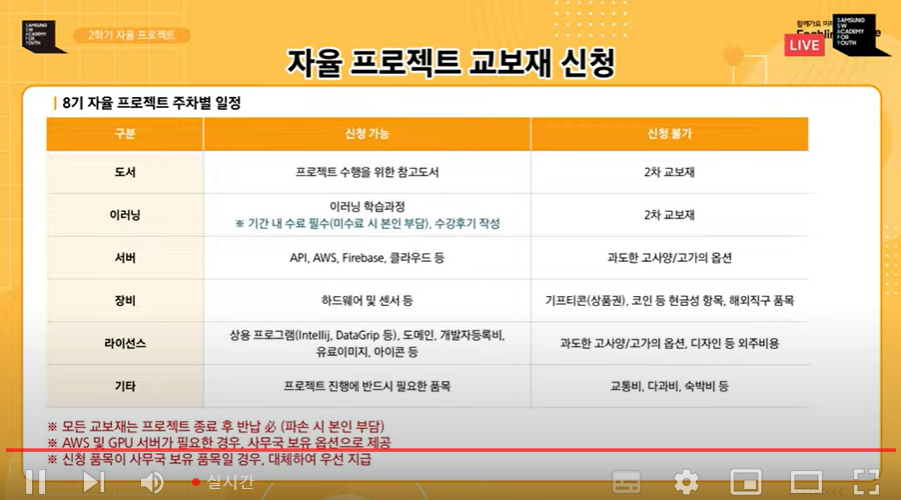 SAMSUNG
SW
ACADEMY
FOR
YOUTH
2학기 자율 프로젝트
함께가요 미래
LIVE
SAMSUNG
SW
ACADEMY
FOR
YOUTH
자율 프로젝트 교보재 신청
8기 자율 프로젝트 주차별 일정
구분 신청 가능 신청 불가
도서 프로젝트 수행을 위한 참고도서 2차 교보재
이러닝 이러닝 학습과정 2차 교보재
※ 기간 내 수료 필수(미수료 시 본인 부담), 수강후기 작성
서버 API, AWS, Firebase, 클라우드 등 과도한 고사양/고가의 옵션
장비 하드웨어 및 센서 등 기프티콘(상품권), 코인 등 현금성 항목, 해외직구 품목
라이선스 상용 프로그램(Intellij, DataGrip 등), 도메인, 개발자등록비, 과도한 고사양/고가의 옵션, 디자인 등 외주비용
유료이미지, 아이콘 등
기타 프로젝트 진행에 반드시 필요한 품목 교통비, 다과비, 숙박비 등
※ 모든 교보재는 프로젝트 종료 후 반납 必 (파손 시 본인 부담)
※ AWS 및 GPU 서버가 필요한 경우, 사무국 보유 옵션으로 제공
※ 신청 품목이 사무국 보유 품목일 경우, 대체하여 우선 지급
실시간